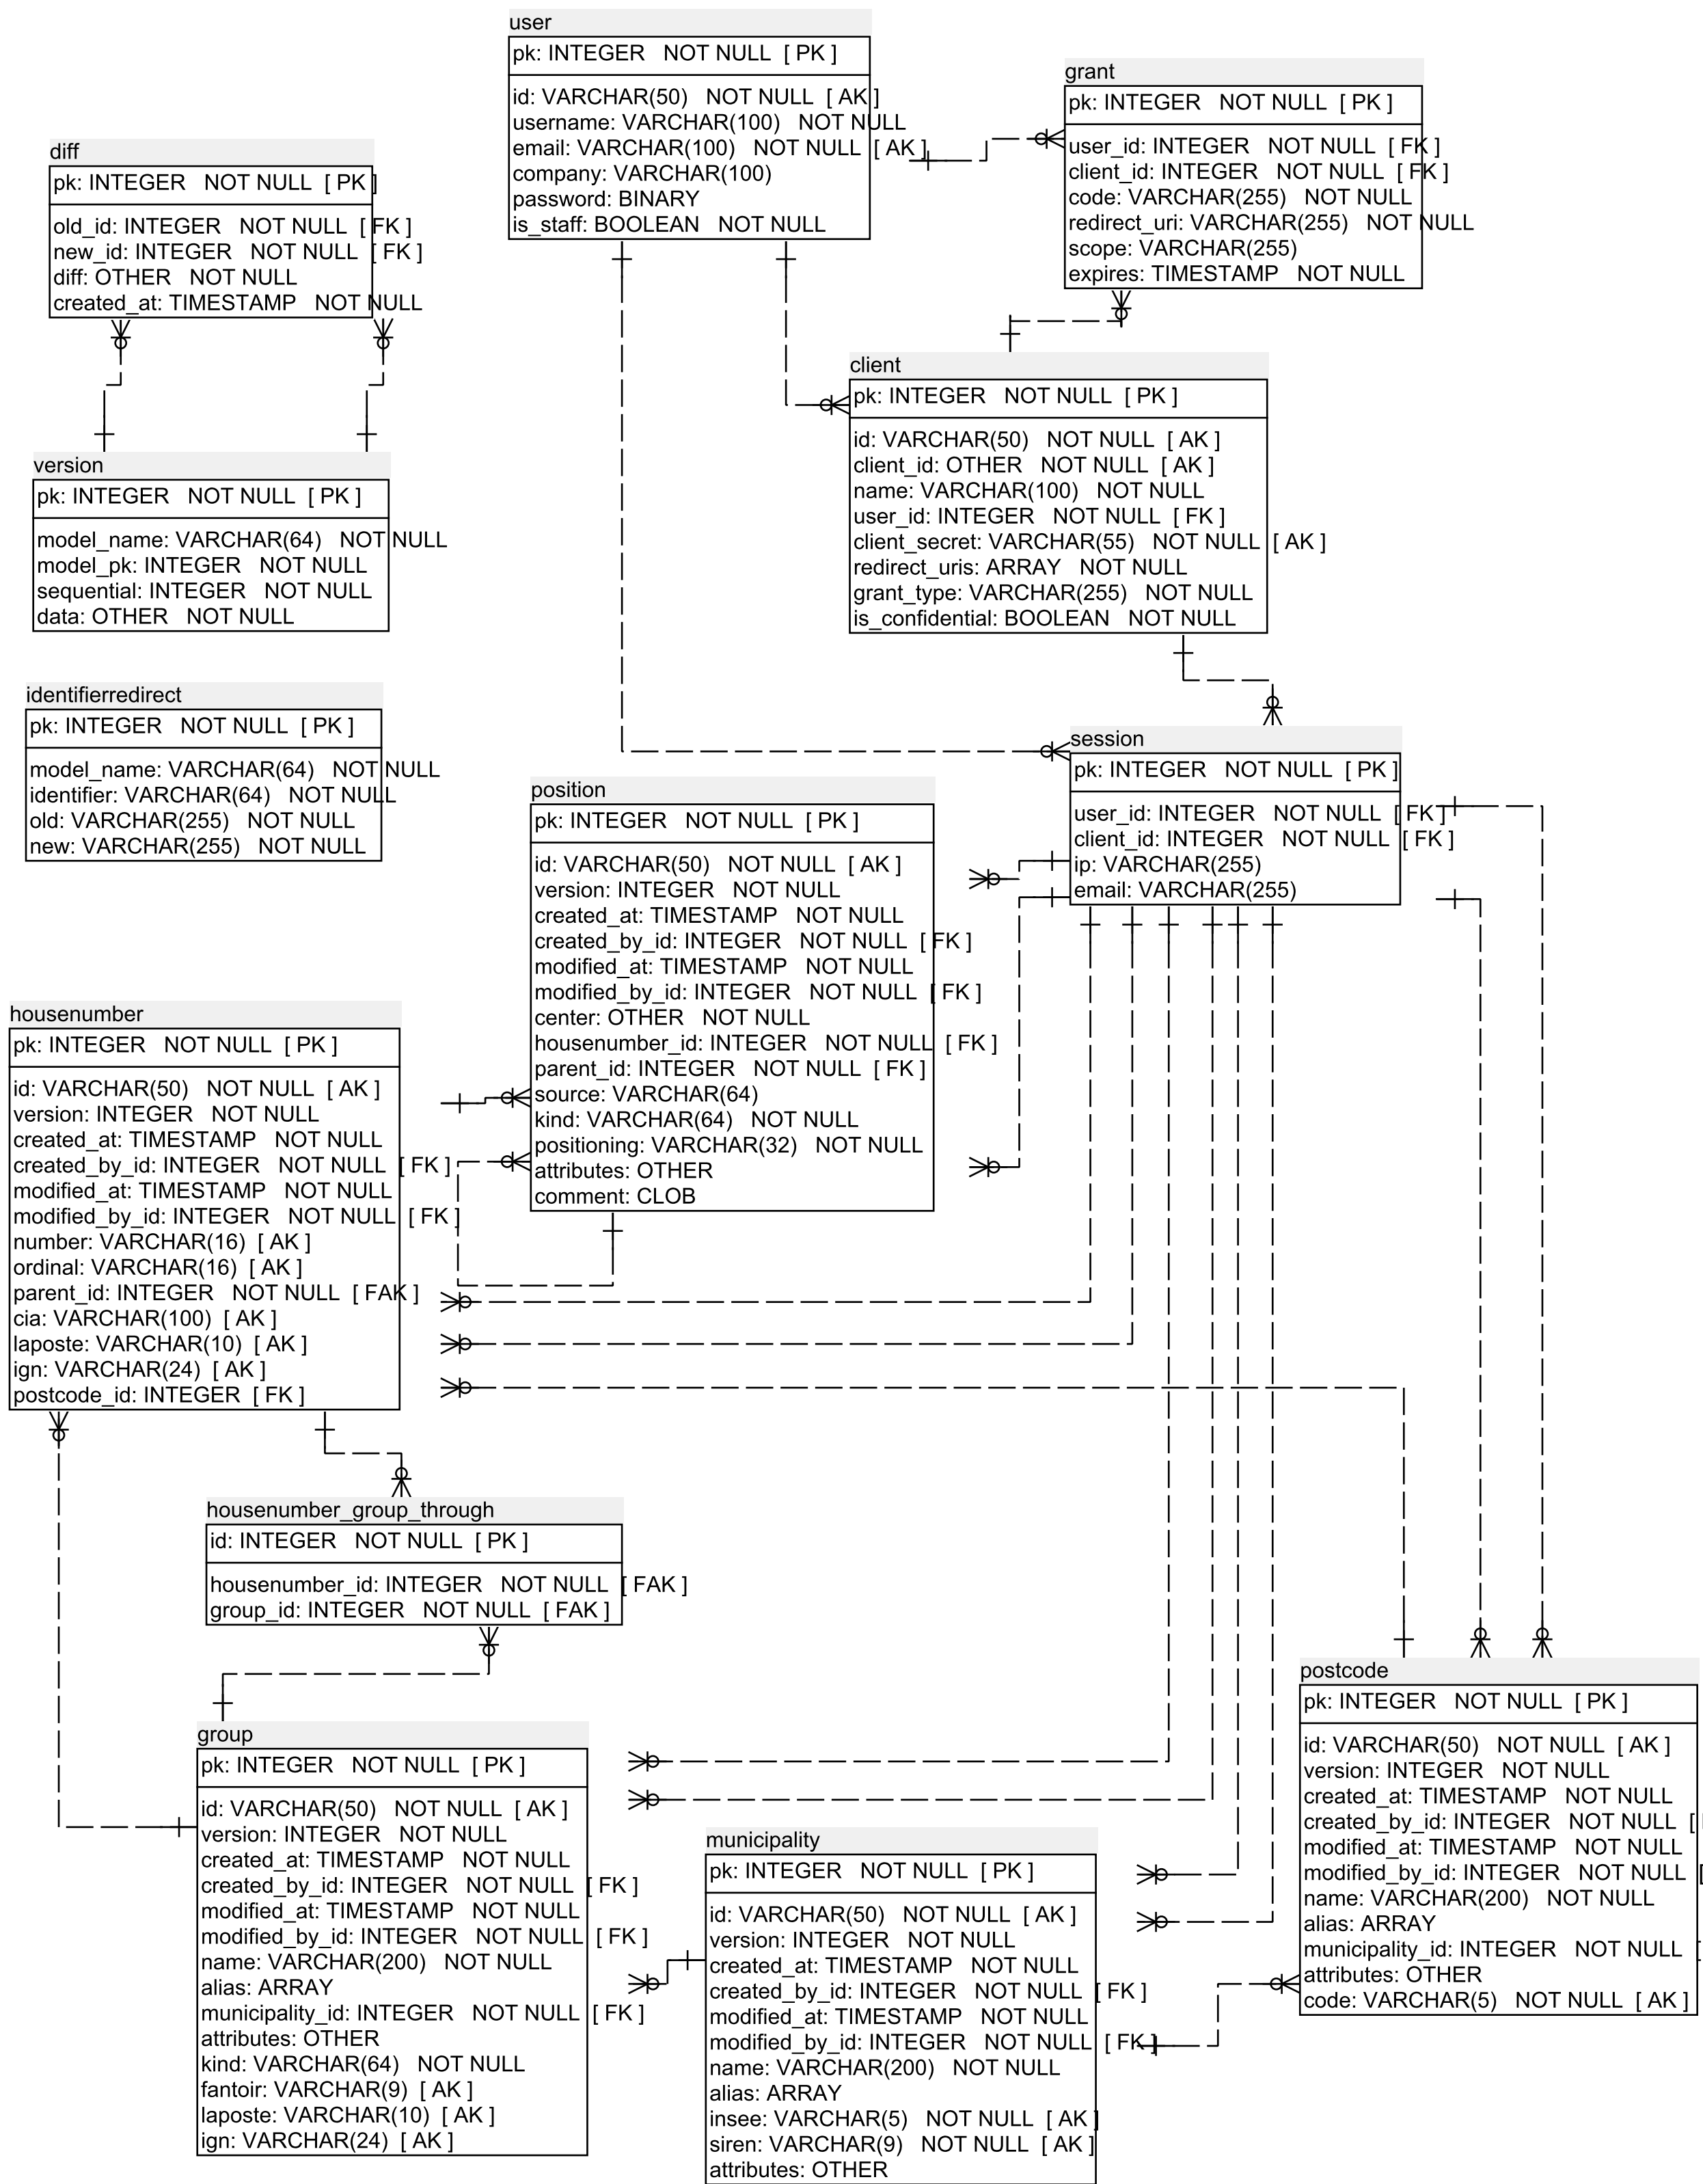 user
pk: INTEGER   NOT NULL  [ PK ]
id: VARCHAR(50)   NOT NULL  [ AK ]
username: VARCHAR(100)   NOT NULL
email: VARCHAR(100)   NOT NULL  [ AK ]
company: VARCHAR(100)
password: BINARY
is_staff: BOOLEAN   NOT NULL
grant
pk: INTEGER   NOT NULL  [ PK ]
user_id: INTEGER   NOT NULL  [ FK ]
client_id: INTEGER   NOT NULL  [ FK ]
code: VARCHAR(255)   NOT NULL
redirect_uri: VARCHAR(255)   NOT NULL
scope: VARCHAR(255)
expires: TIMESTAMP   NOT NULL
diff
pk: INTEGER   NOT NULL  [ PK ]
old_id: INTEGER   NOT NULL  [ FK ]
new_id: INTEGER   NOT NULL  [ FK ]
diff: OTHER   NOT NULL
created_at: TIMESTAMP   NOT NULL
client
pk: INTEGER   NOT NULL  [ PK ]
id: VARCHAR(50)   NOT NULL  [ AK ]
client_id: OTHER   NOT NULL  [ AK ]
name: VARCHAR(100)   NOT NULL
user_id: INTEGER   NOT NULL  [ FK ]
client_secret: VARCHAR(55)   NOT NULL  [ AK ]
redirect_uris: ARRAY   NOT NULL
grant_type: VARCHAR(255)   NOT NULL
is_confidential: BOOLEAN   NOT NULL
version
pk: INTEGER   NOT NULL  [ PK ]
model_name: VARCHAR(64)   NOT NULL
model_pk: INTEGER   NOT NULL
sequential: INTEGER   NOT NULL
data: OTHER   NOT NULL
identifierredirect
pk: INTEGER   NOT NULL  [ PK ]
model_name: VARCHAR(64)   NOT NULL
identifier: VARCHAR(64)   NOT NULL
old: VARCHAR(255)   NOT NULL
new: VARCHAR(255)   NOT NULL
session
pk: INTEGER   NOT NULL  [ PK ]
user_id: INTEGER   NOT NULL  [ FK ]
client_id: INTEGER   NOT NULL  [ FK ]
ip: VARCHAR(255)
email: VARCHAR(255)
position
pk: INTEGER   NOT NULL  [ PK ]
id: VARCHAR(50)   NOT NULL  [ AK ]
version: INTEGER   NOT NULL
created_at: TIMESTAMP   NOT NULL
created_by_id: INTEGER   NOT NULL  [ FK ]
modified_at: TIMESTAMP   NOT NULL
modified_by_id: INTEGER   NOT NULL  [ FK ]
center: OTHER   NOT NULL
housenumber_id: INTEGER   NOT NULL  [ FK ]
parent_id: INTEGER   NOT NULL  [ FK ]
source: VARCHAR(64)
kind: VARCHAR(64)   NOT NULL
positioning: VARCHAR(32)   NOT NULL
attributes: OTHER
comment: CLOB
housenumber
pk: INTEGER   NOT NULL  [ PK ]
id: VARCHAR(50)   NOT NULL  [ AK ]
version: INTEGER   NOT NULL
created_at: TIMESTAMP   NOT NULL
created_by_id: INTEGER   NOT NULL  [ FK ]
modified_at: TIMESTAMP   NOT NULL
modified_by_id: INTEGER   NOT NULL  [ FK ]
number: VARCHAR(16)  [ AK ]
ordinal: VARCHAR(16)  [ AK ]
parent_id: INTEGER   NOT NULL  [ FAK ]
cia: VARCHAR(100)  [ AK ]
laposte: VARCHAR(10)  [ AK ]
ign: VARCHAR(24)  [ AK ]
postcode_id: INTEGER  [ FK ]
housenumber_group_through
id: INTEGER   NOT NULL  [ PK ]
housenumber_id: INTEGER   NOT NULL  [ FAK ]
group_id: INTEGER   NOT NULL  [ FAK ]
postcode
pk: INTEGER   NOT NULL  [ PK ]
id: VARCHAR(50)   NOT NULL  [ AK ]
version: INTEGER   NOT NULL
created_at: TIMESTAMP   NOT NULL
created_by_id: INTEGER   NOT NULL  [
modified_at: TIMESTAMP   NOT NULL
modified_by_id: INTEGER   NOT NULL  [
name: VARCHAR(200)   NOT NULL
alias: ARRAY
municipality_id: INTEGER   NOT NULL  [
attributes: OTHER
code: VARCHAR(5)   NOT NULL  [ AK ]
group
pk: INTEGER   NOT NULL  [ PK ]
id: VARCHAR(50)   NOT NULL  [ AK ]
version: INTEGER   NOT NULL
created_at: TIMESTAMP   NOT NULL
created_by_id: INTEGER   NOT NULL  [ FK ]
modified_at: TIMESTAMP   NOT NULL
modified_by_id: INTEGER   NOT NULL  [ FK ]
name: VARCHAR(200)   NOT NULL
alias: ARRAY
municipality_id: INTEGER   NOT NULL  [ FK ]
attributes: OTHER
kind: VARCHAR(64)   NOT NULL
fantoir: VARCHAR(9)  [ AK ]
laposte: VARCHAR(10)  [ AK ]
ign: VARCHAR(24)  [ AK ]
municipality
pk: INTEGER   NOT NULL  [ PK ]
id: VARCHAR(50)   NOT NULL  [ AK ]
version: INTEGER   NOT NULL
created_at: TIMESTAMP   NOT NULL
created_by_id: INTEGER   NOT NULL  [ FK ]
modified_at: TIMESTAMP   NOT NULL
modified_by_id: INTEGER   NOT NULL  [ FK ]
name: VARCHAR(200)   NOT NULL
alias: ARRAY
insee: VARCHAR(5)   NOT NULL  [ AK ]
siren: VARCHAR(9)   NOT NULL  [ AK ]
attributes: OTHER